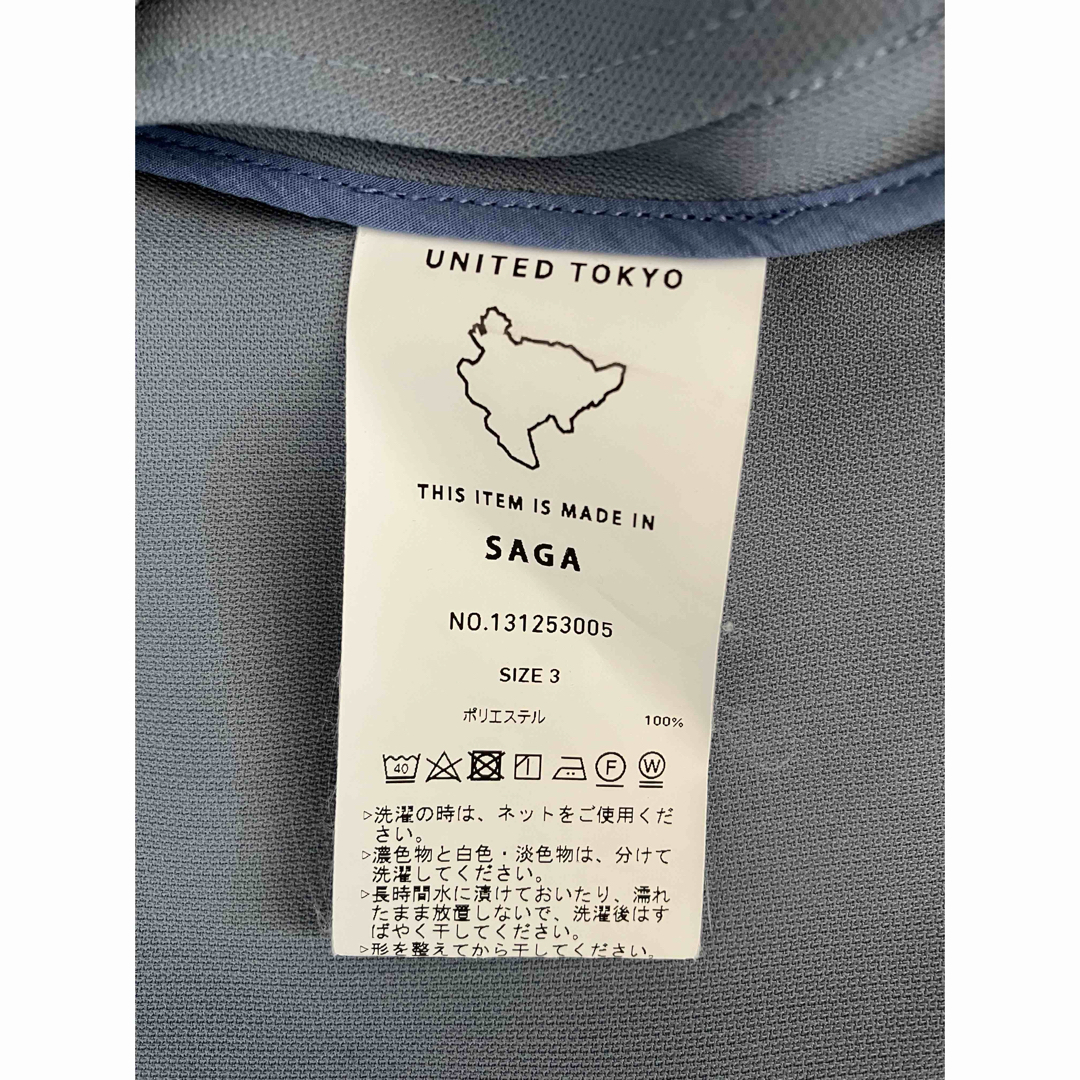 UNITED TOKYO
THIS ITEM IS MADE IN
SAGA
NO.131253005
SIZE 3
ポリエステル 100%
40 F W
▷洗濯の時は、ネットをご使用くだ
さい。
▷濃色物と白色・淡色物は、分けて
洗濯してください。
▷長時間水に漬けておいたり、濡れ
たまま放置しないで、洗濯後はす
ばやく干してください。
▷形を整えてから干してください。